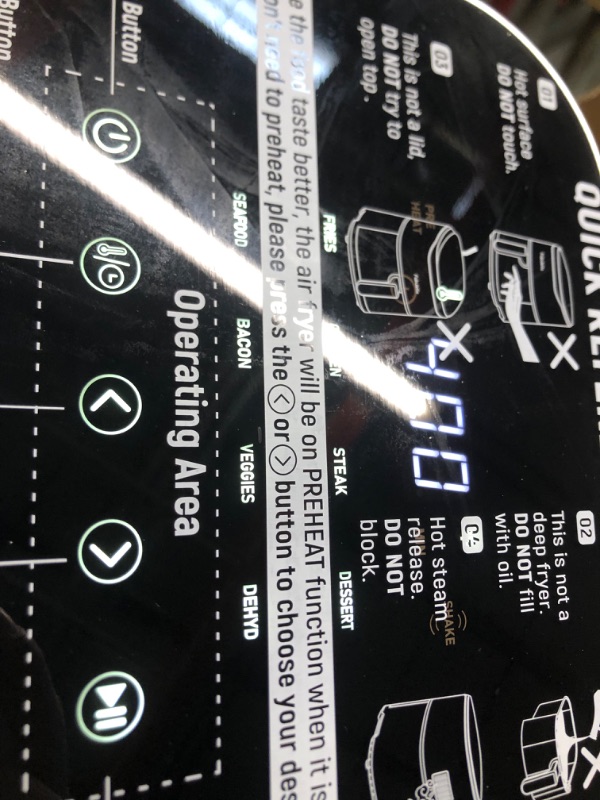 QUICK
01
Hot surface
DO NOT touch.
02
This is not a
deep fryer.
DO NOT fill
with oil.
03
This is not a lid,
DO NOT try to
open top.
04
Hot steam
release.
DO NOT
block.
PRE
HEAT
400
SHAKE
FRIES
STEAK
DESSERT
taste better, the air fryer will be on PREHEAT function when it is
need to preheat, please press the < or > button to choose your
SEAFOOD
BACON
VEGGIES
DEHYD
Operating Area
Button
Button